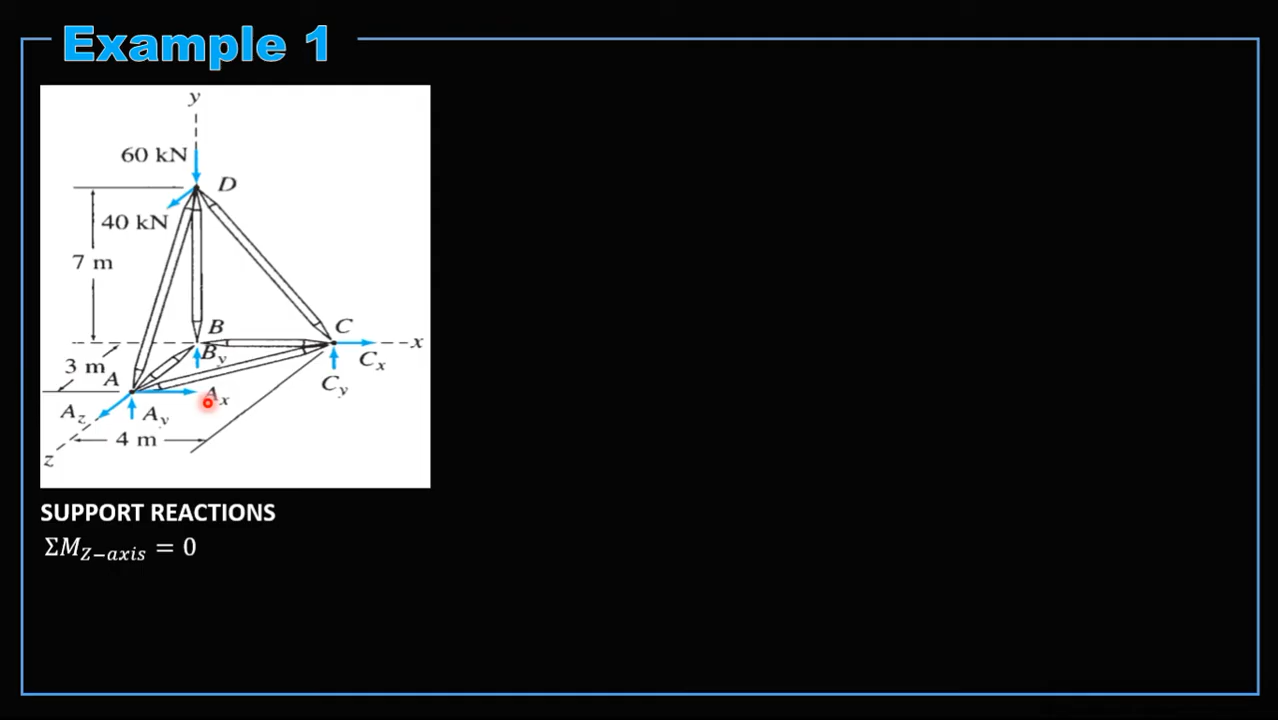 Example 1
y
60 kN
D
40 kN
7 m
B
C
x
B_y
3 m
A
C_x
C_y
A_x
A_z
A_y
4 m
z
SUPPORT REACTIONS
ΣM_{Z−axis} = 0